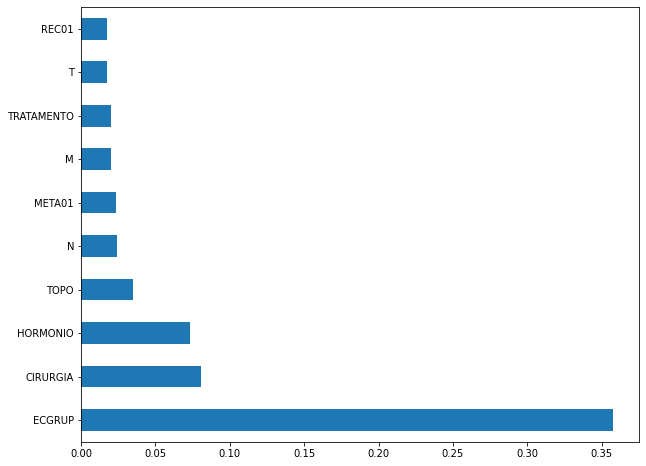 REC01
T
TRATAMENTO
M
META01
N
TOPO
HORMONIO
CIRURGIA
ECGRUP
0.00 0.05 0.10 0.15 0.20 0.25 0.30 0.35